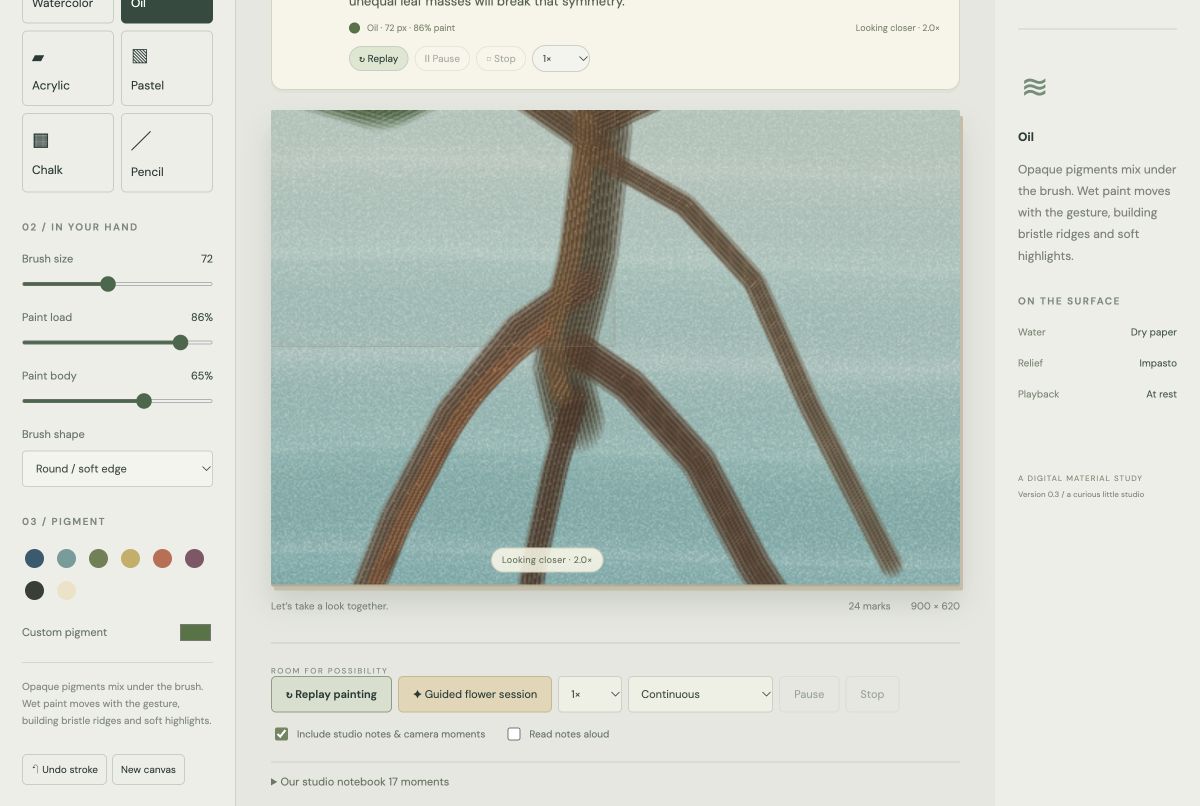 Watercolor
Oil
Acrylic
Pastel
Chalk
Pencil
02 / IN YOUR HAND
Brush size 72
Paint load 86%
Paint body 65%
Brush shape
Round / soft edge
03 / PIGMENT
Custom pigment
Opaque pigments mix under the brush.
Wet paint moves with the gesture,
building bristle ridges and soft highlights.
Undo stroke
New canvas
unequal leaf masses will break that symmetry.
Oil · 72 px · 86% paint
Looking closer · 2.0×
↻ Replay
II Pause
□ Stop
1×
Looking closer · 2.0×
Let's take a look together.
24 marks
900 × 620
ROOM FOR POSSIBILITY
↻ Replay painting
✦ Guided flower session
1×
Continuous
Pause
Stop
Include studio notes & camera moments
Read notes aloud
▶ Our studio notebook 17 moments
Oil
Opaque pigments mix under
the brush. Wet paint moves
with the gesture, building
bristle ridges and soft
highlights.
ON THE SURFACE
Water Dry paper
Relief Impasto
Playback At rest
A DIGITAL MATERIAL STUDY
Version 0.3 / a curious little studio